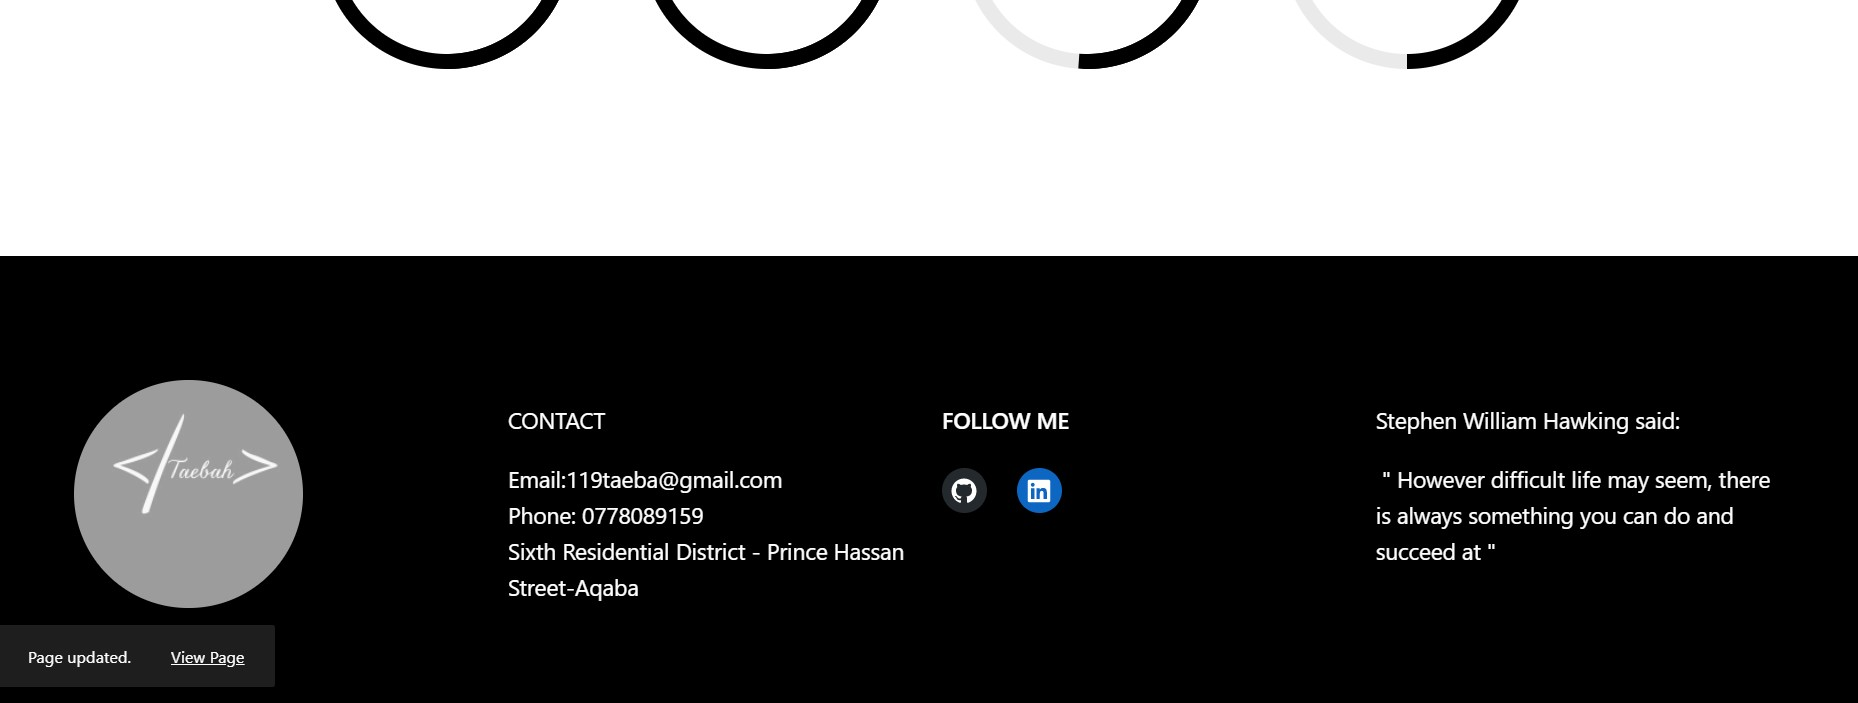 Taebah
CONTACT
Email:119taeba@gmail.com
Phone: 0778089159
Sixth Residential District - Prince Hassan
Street-Aqaba
FOLLOW ME
in
Stephen William Hawking said:
" However difficult life may seem, there
is always something you can do and
succeed at "
Page updated. View Page